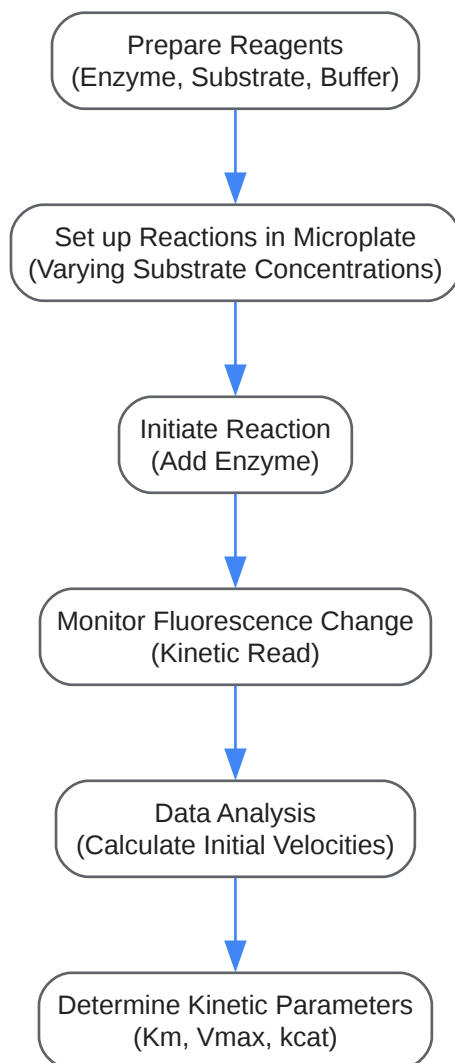 Prepare Reagents
(Enzyme, Substrate, Buffer)
Set up Reactions in Microplate
(Varying Substrate Concentrations)
Initiate Reaction
(Add Enzyme)
Monitor Fluorescence Change
(Kinetic Read)
Data Analysis
(Calculate Initial Velocities)
Determine Kinetic Parameters
(Km, Vmax, kcat)